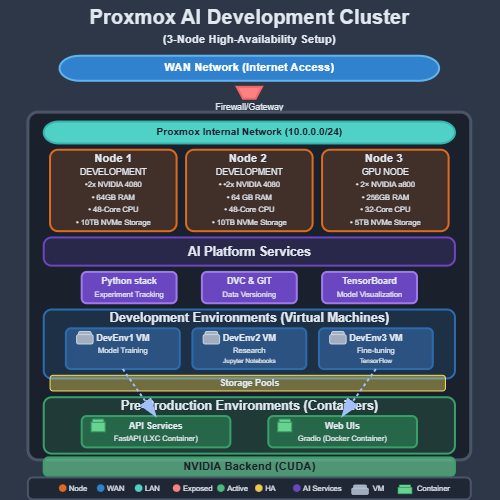 Proxmox AI Development Cluster
(3-Node High-Availability Setup)
WAN Network (Internet Access)
Firewall/Gateway
Proxmox Internal Network (10.0.0.0/24)
Node 1
DEVELOPMENT
•2x NVIDIA 4080
• 64GB RAM
• 48-Core CPU
• 10TB NVMe Storage
Node 2
DEVELOPMENT
•2x NVIDIA 4080
• 64 GB RAM
• 48-Core CPU
• 10TB NVMe Storage
Node 3
GPU NODE
• 2× NVIDIA a800
• 256GB RAM
• 32-Core CPU
• 5TB NVMe Storage
AI Platform Services
Python stack
Experiment Tracking
DVC & GIT
Data Versioning
TensorBoard
Model Visualization
Development Environments (Virtual Machines)
DevEnv1 VM
Model Training
DevEnv2 VM
Research
Jupyter Notebooks
DevEnv3 VM
Fine-tuning
TensorFlow
Storage Pools
Pre-Production Environments (Containers)
API Services
FastAPI (LXC Container)
Web UIs
Gradio (Docker Container)
NVIDIA Backend (CUDA)
Node
WAN
LAN
Exposed
Active
HA
AI Services
VM
Container